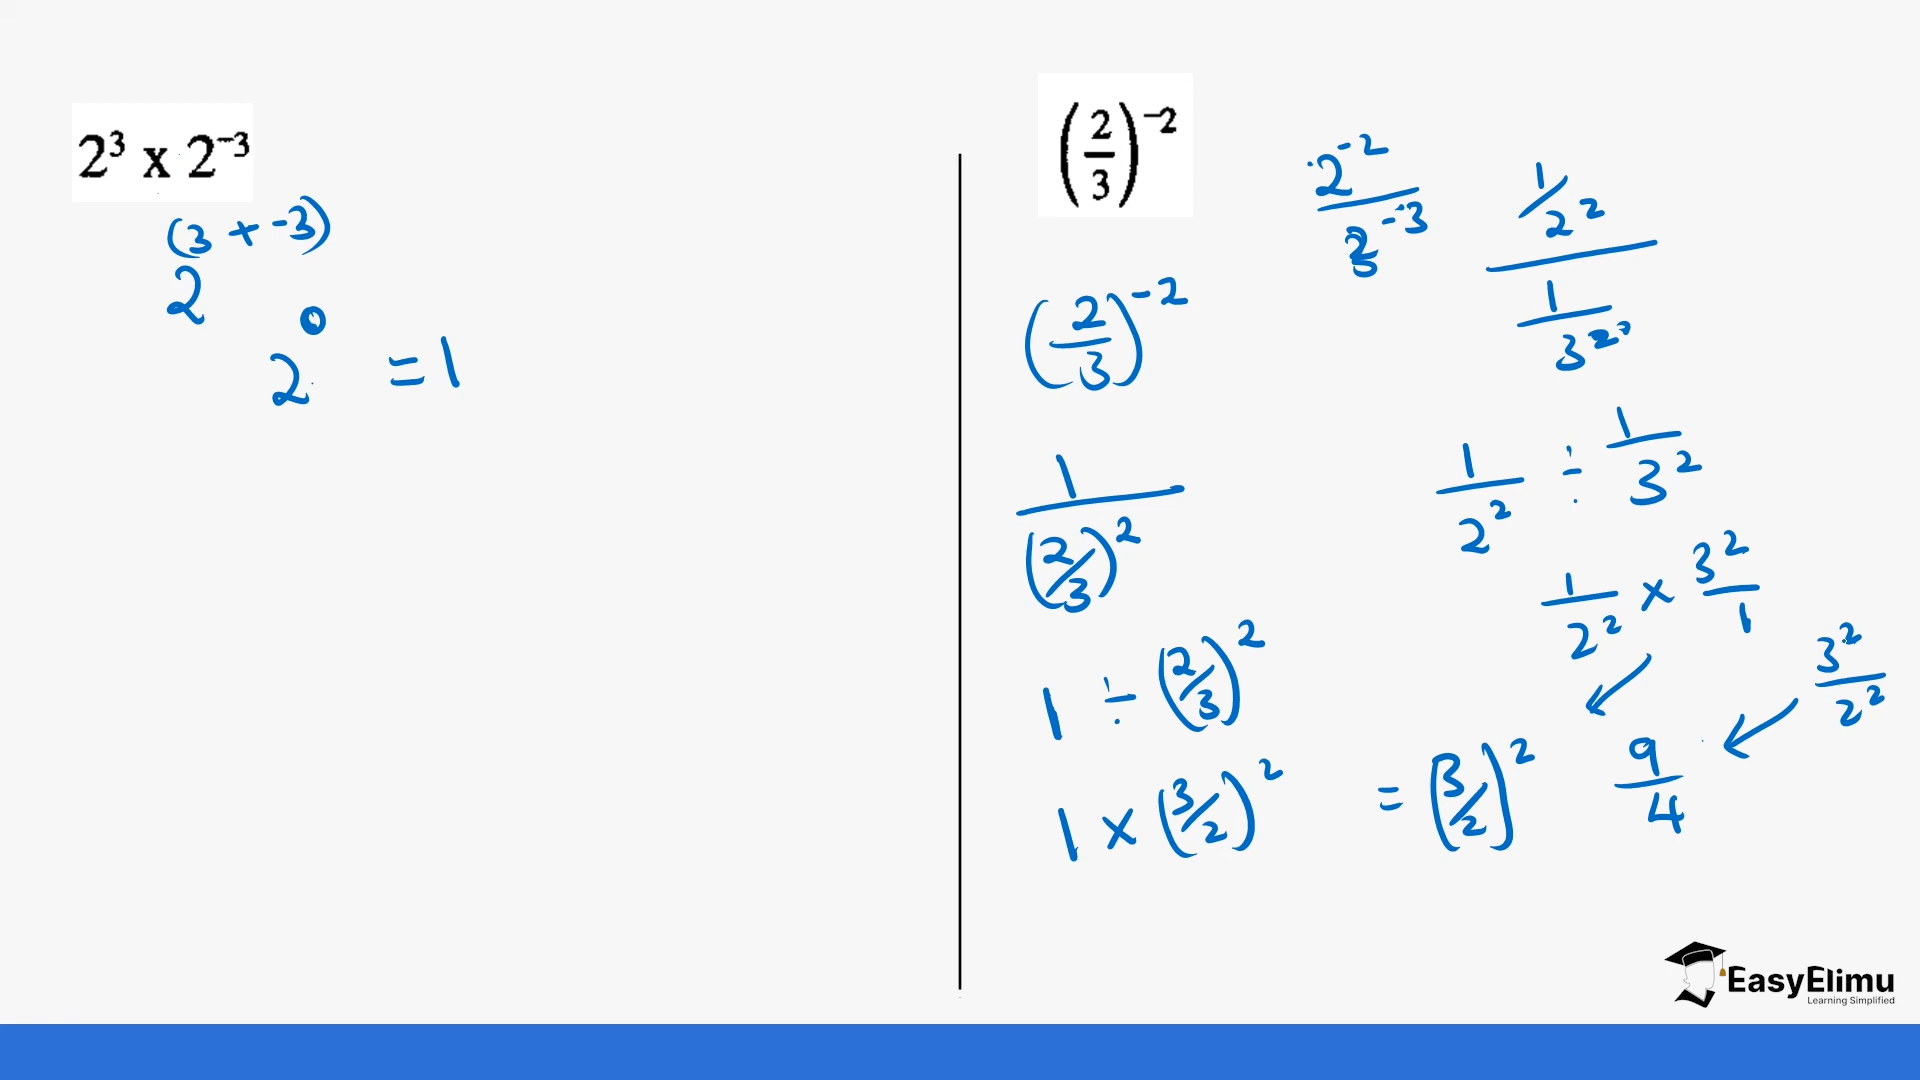 2³ x 2⁻³
2⁽³ ⁺ ⁻³⁾
2⁰ = 1
(2/3)⁻²
(2/3)⁻²
1/(2/3)²
1 ÷ (2/3)²
1 × (3/2)² = (3/2)² 9/4
2⁻²/3⁻³
1/2²
1/3²
1/2² ÷ 1/3²
1/2² × 3²/1
3²/2²
EasyElimu
Learning Simplified